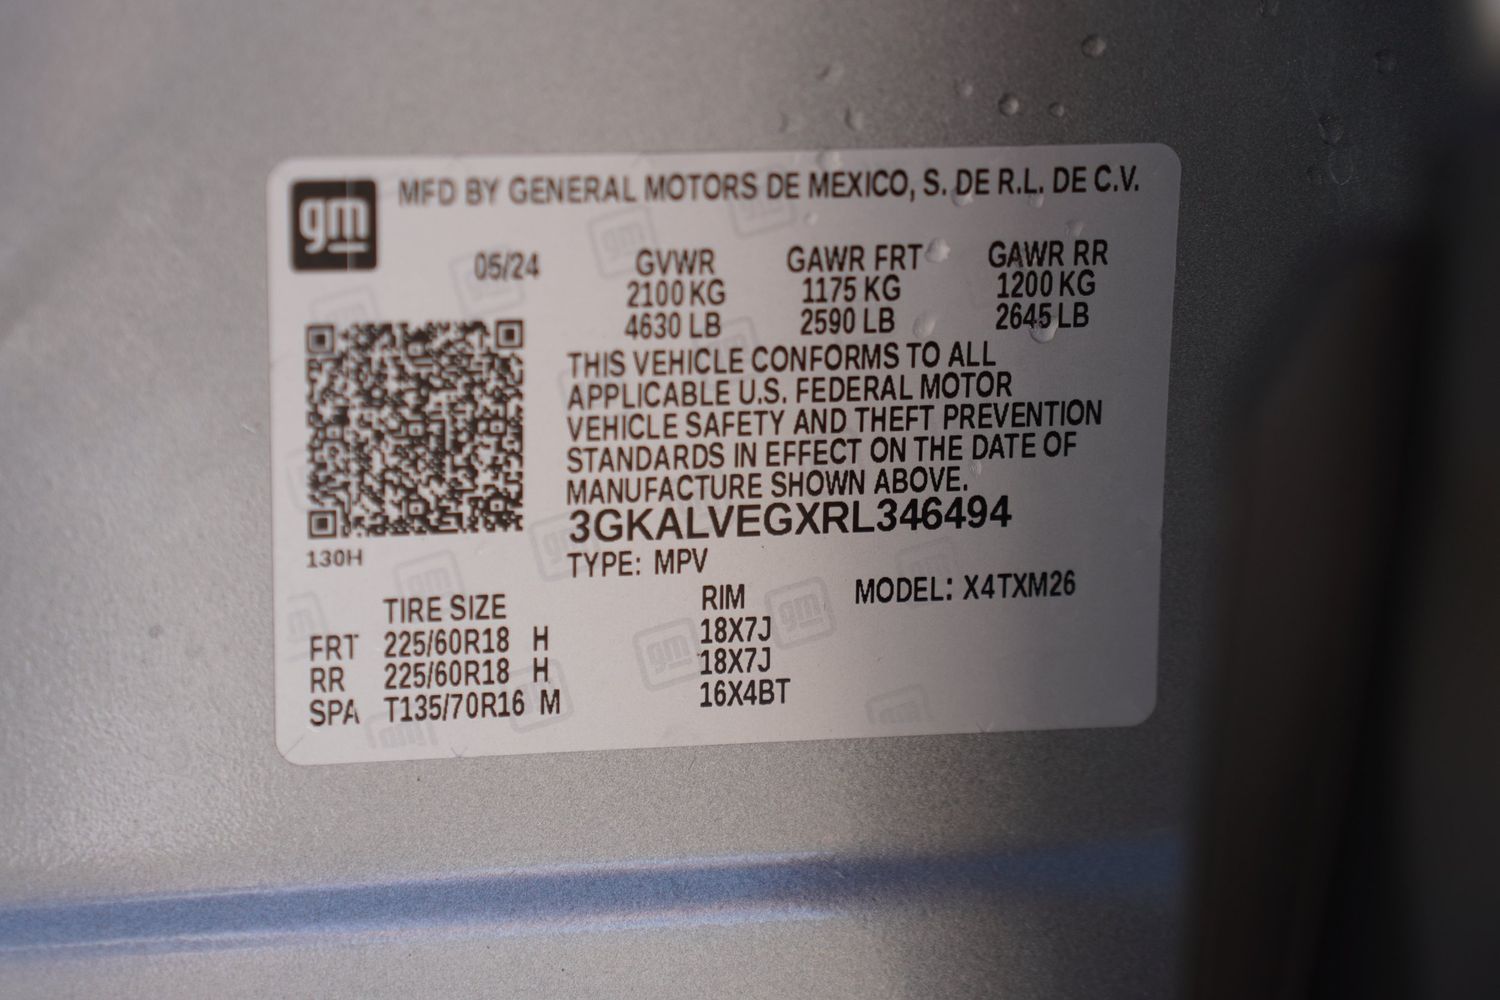 gm MFD BY GENERAL MOTORS DE MEXICO, S. DE R.L. DE C.V.
05/24 GVWR GAWR FRT GAWR RR
2100 KG 1175 KG 1200 KG
4630 LB 2590 LB 2645 LB
THIS VEHICLE CONFORMS TO ALL
APPLICABLE U.S. FEDERAL MOTOR
VEHICLE SAFETY AND THEFT PREVENTION
STANDARDS IN EFFECT ON THE DATE OF
MANUFACTURE SHOWN ABOVE.
3GKALVEGXRL346494
130H
TYPE: MPV
MODEL: X4TXM26
TIRE SIZE RIM
FRT 225/60R18 H 18X7J
RR 225/60R18 H 18X7J
SPA T135/70R16 M 16X4BT